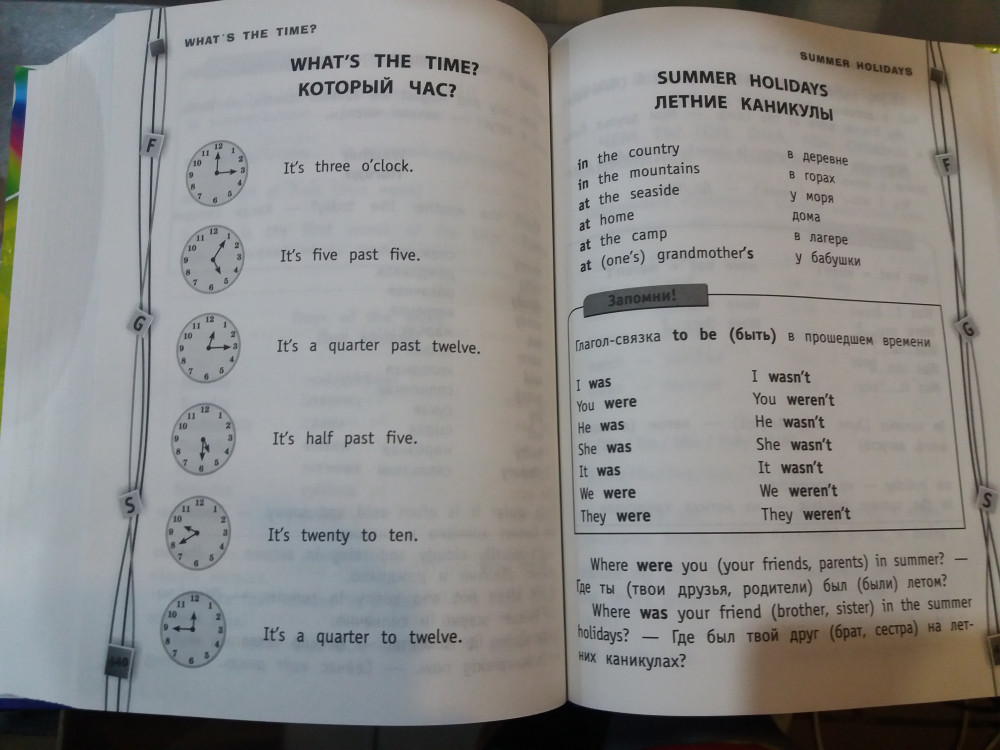 WHAT'S THE TIME?
WHAT'S THE TIME?
КОТОРЫЙ ЧАС?
It's three o'clock.
It's five past five.
It's a quarter past twelve.
It's half past five.
It's twenty to ten.
It's a quarter to twelve.
F
G
S
SUMMER HOLIDAYS
SUMMER HOLIDAYS
ЛЕТНИЕ КАНИКУЛЫ
in the country в деревне
in the mountains в горах
at the seaside у моря
at home дома
at the camp в лагере
at (one's) grandmother's у бабушки
Запомни!
Глагол-связка to be (быть) в прошедшем времени
I was I wasn't
You were You weren't
He was He wasn't
She was She wasn't
It was It wasn't
We were We weren't
They were They weren't
Where were you (your friends, parents) in summer? —
Где ты (твои друзья, родители) был (были) летом?
Where was your friend (brother, sister) in the summer
holidays? — Где был твой друг (брат, сестра) на лет-
них каникулах?
F
G
S